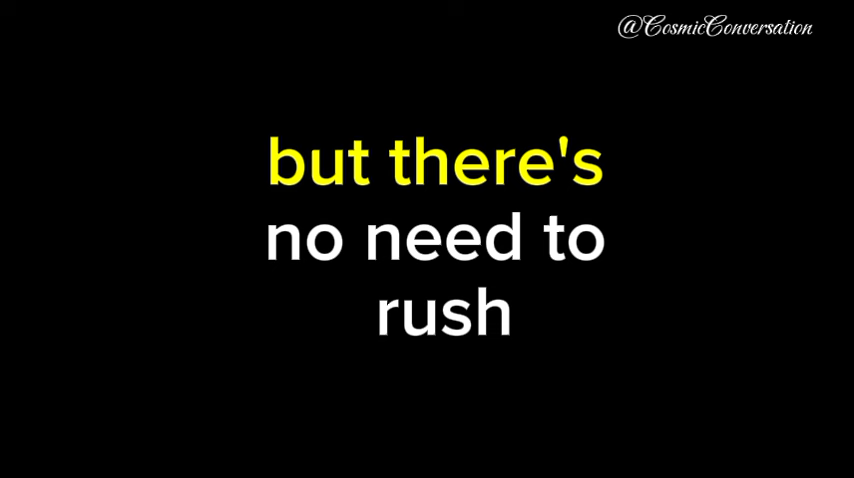 @CosmicConversation
but there's
no need to
rush